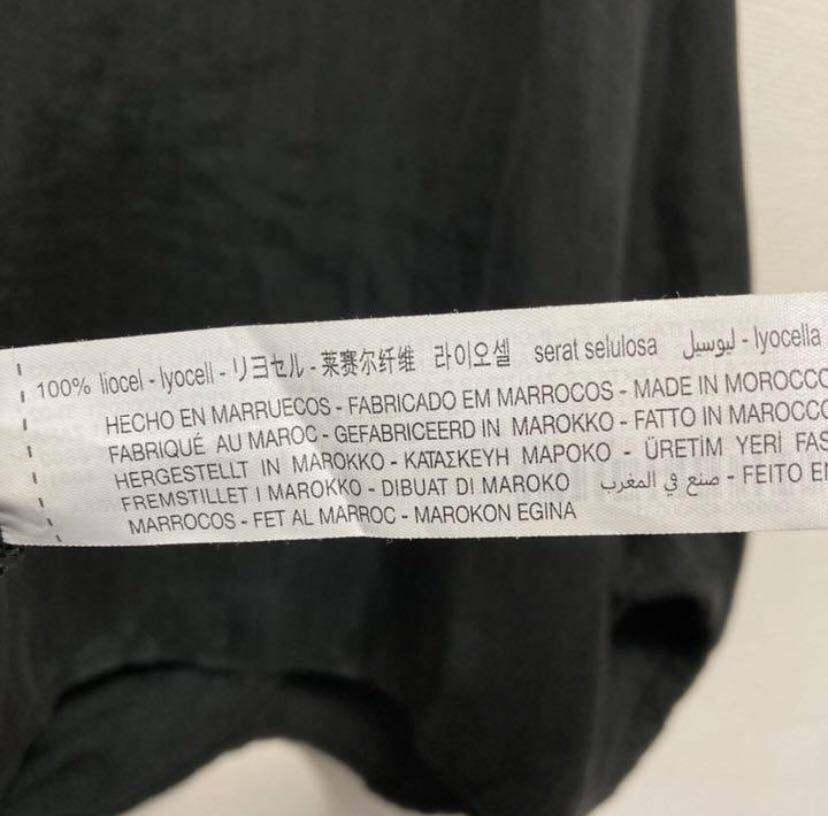 100% liocel - lyocell - リヨセル - 莱赛尔纤维 라이오셀 serat selulosa ليوسيل - lyocella
HECHO EN MARRUECOS - FABRICADO EM MARROCOS - MADE IN MOROCCO
FABRIQUÉ AU MAROC - GEFABRICEERD IN MAROKKO - FATTO IN MAROCCO
HERGESTELLT IN MAROKKO - ΚΑΤΑΣΚΕΥΗ ΜΑΡΟΚΟ - ÜRETİM YERİ FAS
FREMSTILLET I MAROKKO - DIBUAT DI MAROKO صنع في المغرب - FEITO EN
MARROCOS - FET AL MARROC - MAROKON EGINA